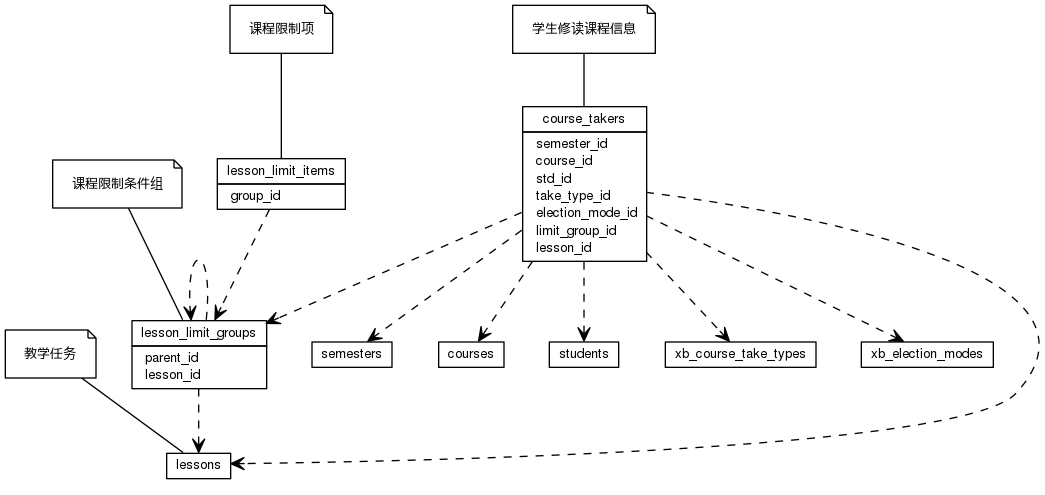 课程限制项
学生修读课程信息
course_takers
semester_id
course_id
std_id
take_type_id
election_mode_id
limit_group_id
lesson_id
lesson_limit_items
group_id
课程限制条件组
lesson_limit_groups
parent_id
lesson_id
教学任务
semesters
courses
students
xb_course_take_types
xb_election_modes
lessons